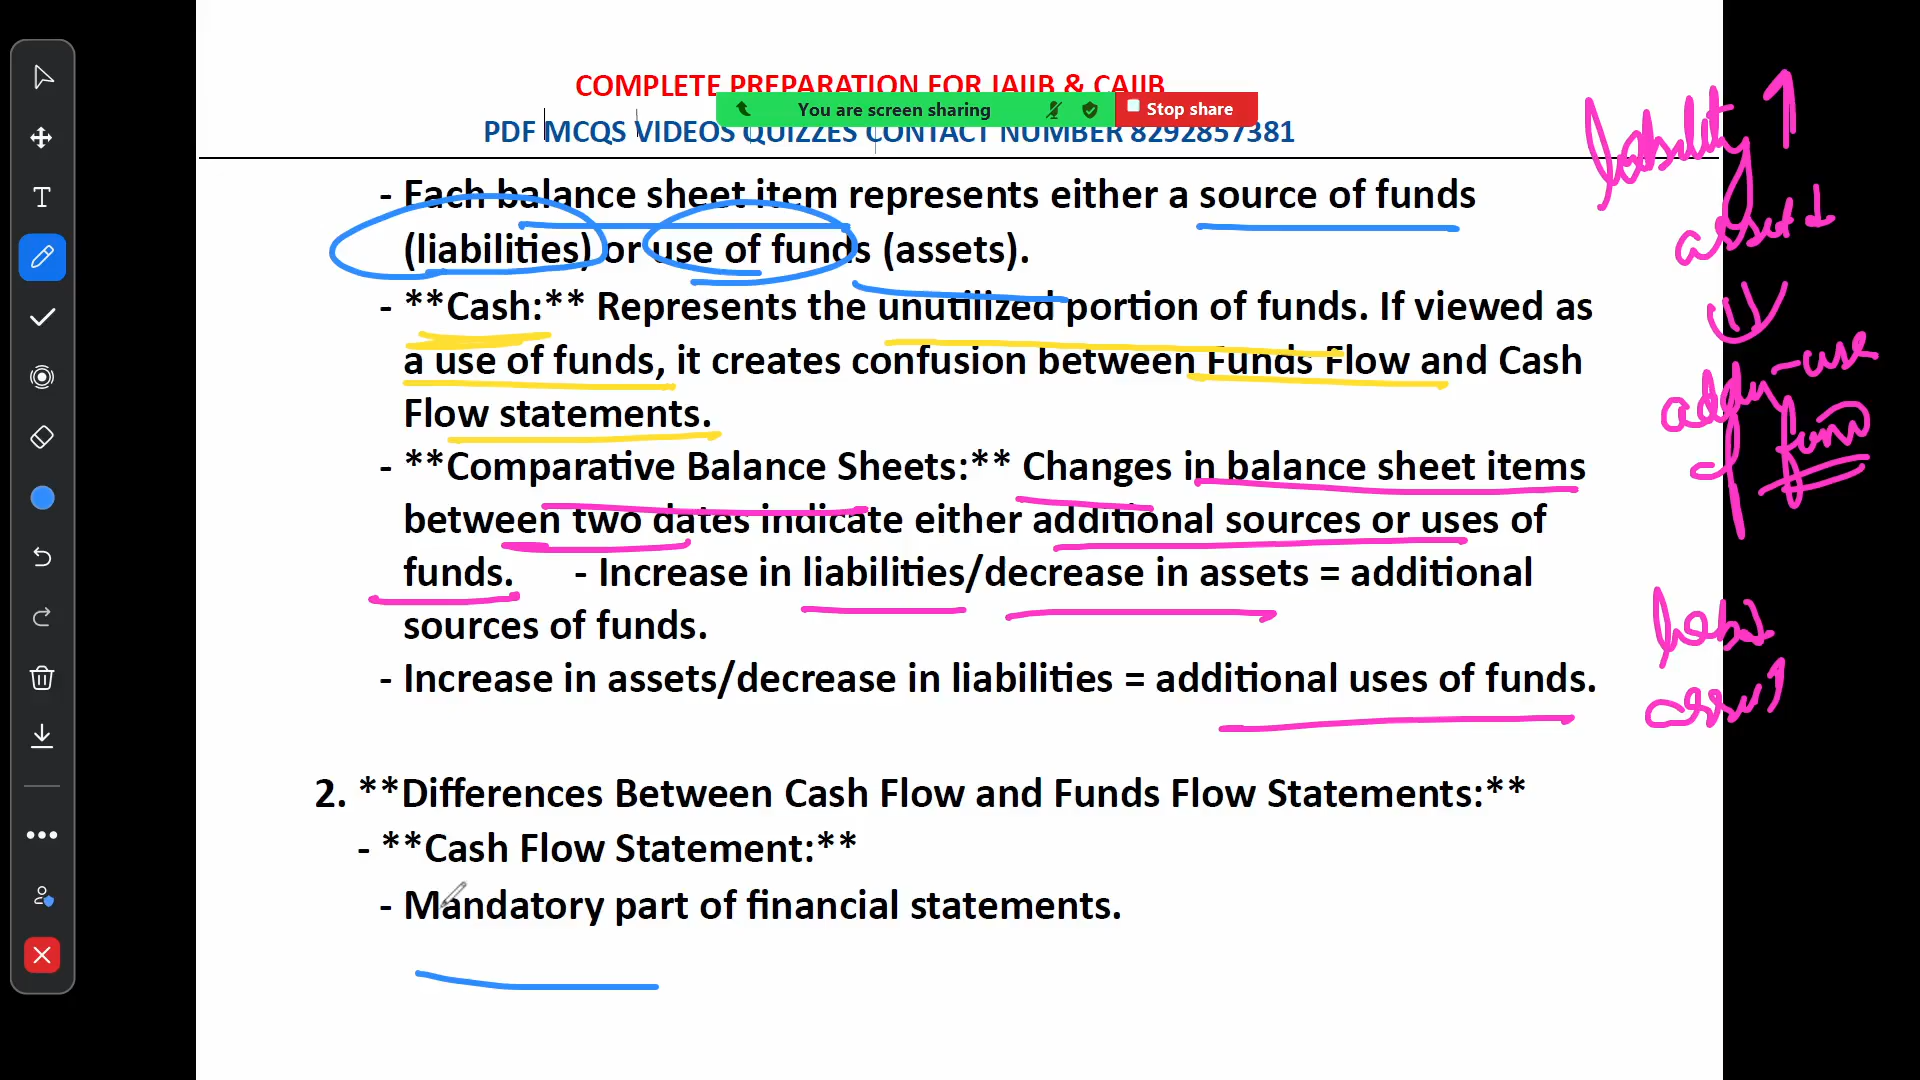 COMPLETE PREPARATION FOR JAIIB & CAIIB
You are screen sharing
Stop share
PDF MCQS VIDEOS QUIZZES CONTACT NUMBER 8292857381
- Each balance sheet item represents either a source of funds
(liabilities) or use of funds (assets).
- **Cash:** Represents the unutilized portion of funds. If viewed as
a use of funds, it creates confusion between Funds Flow and Cash
Flow statements.
- **Comparative Balance Sheets:** Changes in balance sheet items
between two dates indicate either additional sources or uses of
funds. - Increase in liabilities/decrease in assets = additional
sources of funds.
- Increase in assets/decrease in liabilities = additional uses of funds.
2. **Differences Between Cash Flow and Funds Flow Statements:**
- **Cash Flow Statement:**
- Mandatory part of financial statements.
T
asset ↓